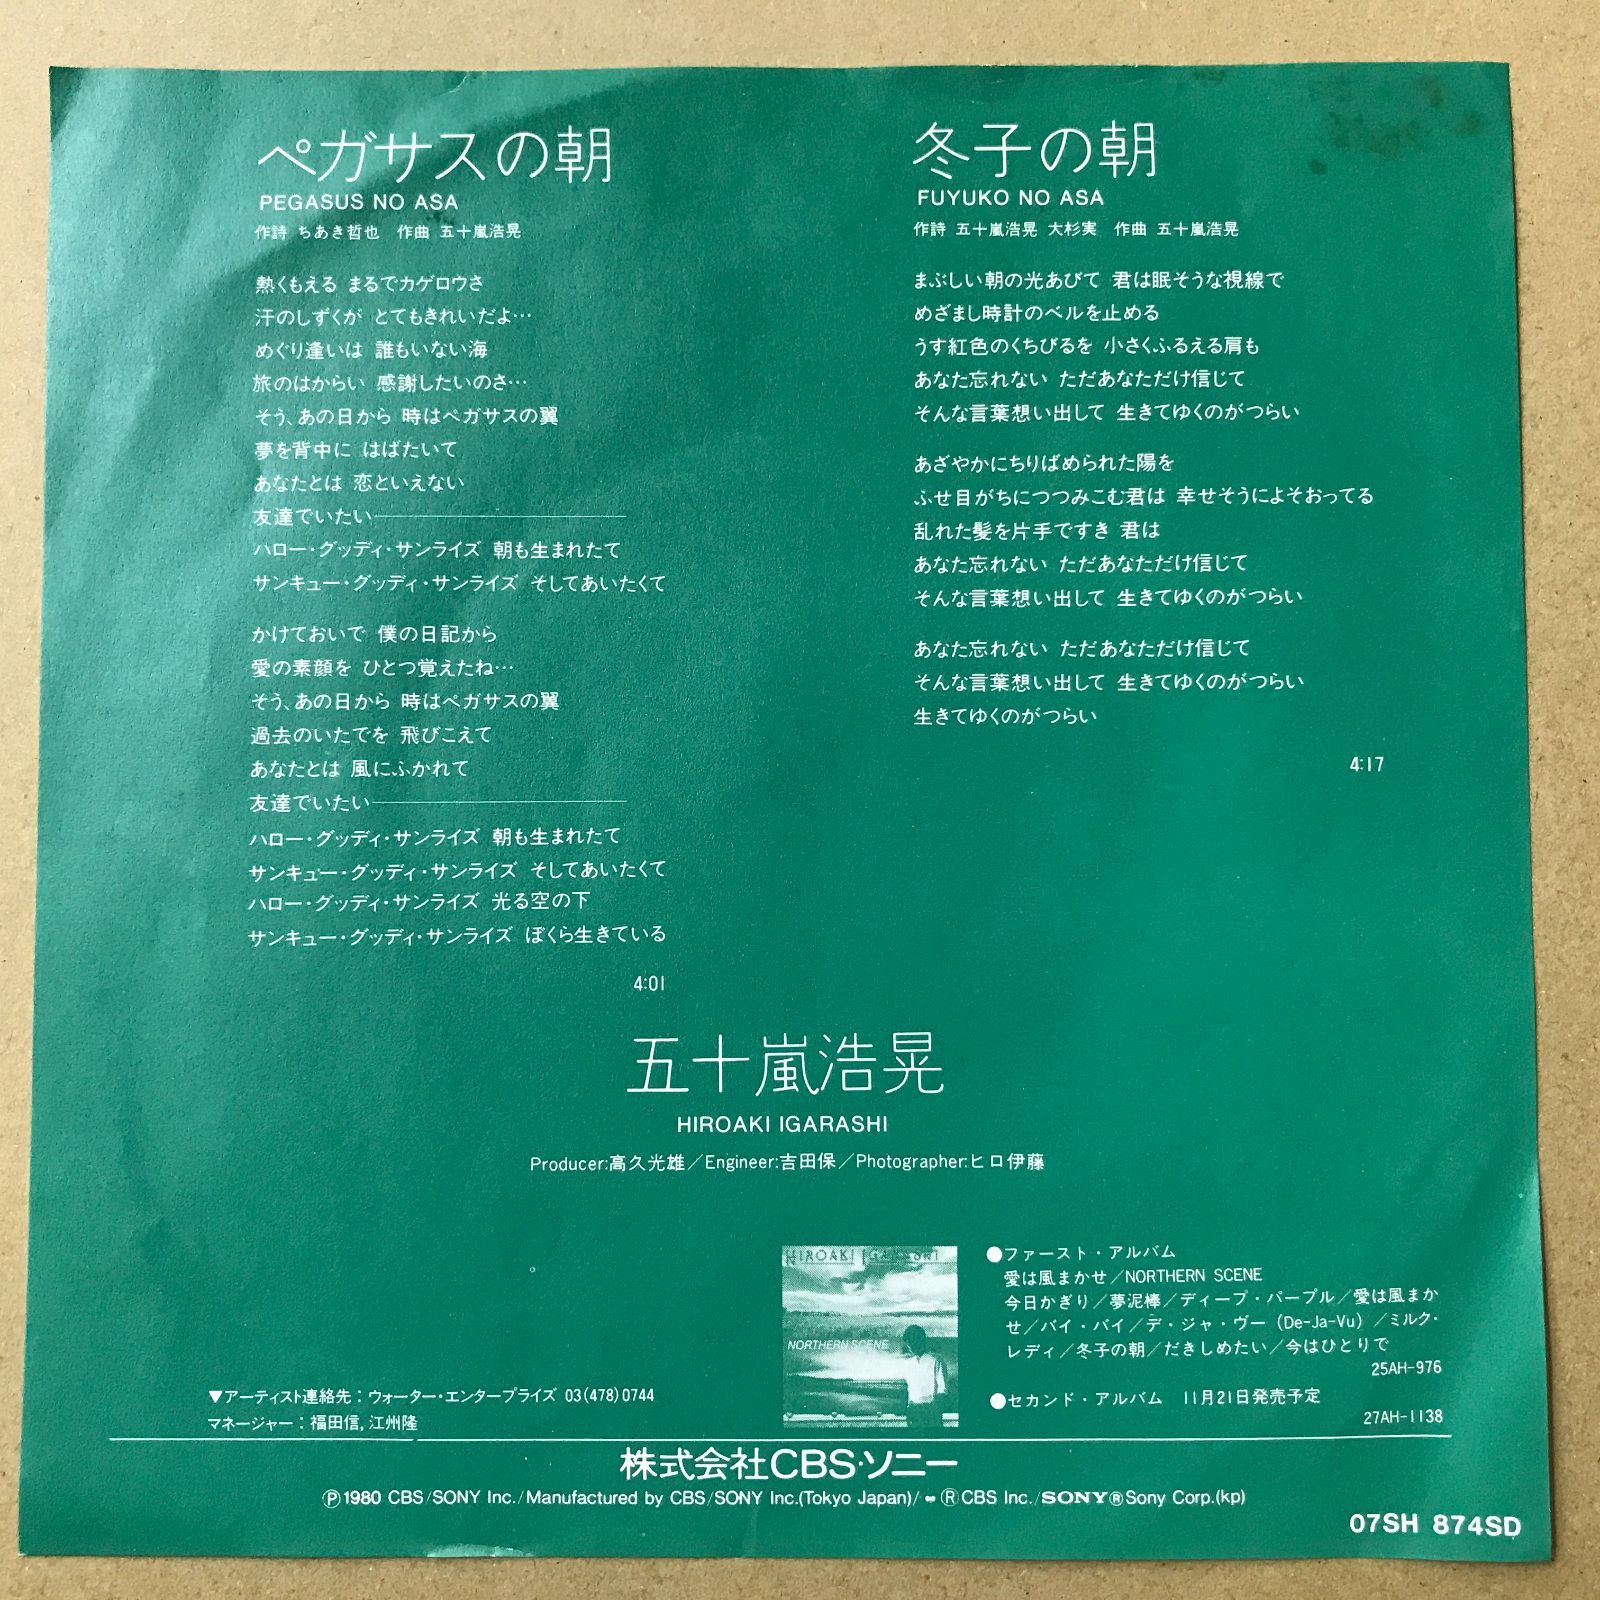 ペガサスの朝
PEGASUS NO ASA
作詩 ちあき哲也 作曲 五十嵐浩晃
熱くもえる まるでカゲロウさ
汗のしずくが とてもきれいだよ…
めぐり逢いは 誰もいない海
旅のはからい 感謝したいのさ…
そう、あの日から 時はペガサスの翼
夢を背中に はばたいて
あなたとは 恋といえない
友達でいたい――――――――
ハロー・グッディ・サンライズ 朝も生まれたて
サンキュー・グッディ・サンライズ そしてあいたくて
かけておいで 僕の日記から
愛の素顔を ひとつ覚えたね…
そう、あの日から 時はペガサスの翼
過去のいたでを 飛びこえて
あなたとは 風にふかれて
友達でいたい――――――――
ハロー・グッディ・サンライズ 朝も生まれたて
サンキュー・グッディ・サンライズ そしてあいたくて
ハロー・グッディ・サンライズ 光る空の下
サンキュー・グッディ・サンライズ ぼくら生きている
4:01
冬子の朝
FUYUKO NO ASA
作詩 五十嵐浩晃 大杉実 作曲 五十嵐浩晃
まぶしい朝の光あびて 君は眠そうな視線で
めざまし時計のベルを止める
うす紅色のくちびるを 小さくふるえる肩も
あなた忘れない ただあなただけ信じて
そんな言葉想い出して 生きてゆくのがつらい
あざやかにちりばめられた陽を
ふせ目がちにつつみこむ君は 幸せそうによそおってる
乱れた髪を片手ですき 君は
あなた忘れない ただあなただけ信じて
そんな言葉想い出して 生きてゆくのがつらい
あなた忘れない ただあなただけ信じて
そんな言葉想い出して 生きてゆくのがつらい
生きてゆくのがつらい
4:17
五十嵐浩晃
HIROAKI IGARASHI
Producer:高久光雄／Engineer:吉田保／Photographer:ヒロ伊藤
HIROAKI IGARASHI
NORTHERN SCENE
●ファースト・アルバム
愛は風まかせ／NORTHERN SCENE
今日かぎり／夢泥棒／ディープ・パープル／愛は風まか
せ／バイ・バイ／デ・ジャ・ヴー（De-Ja-Vu）／ミルク・
レディ／冬子の朝／だきしめたい／今はひとりで
25AH-976
●セカンド・アルバム 11月21日発売予定
27AH-1138
▼アーティスト連絡先：ウォーター・エンタープライズ 03(478)0744
マネージャー：福田信, 江州隆
株式会社CBS・ソニー
Ⓟ1980 CBS/SONY Inc./Manufactured by CBS/SONY Inc.(Tokyo Japan)/ ®CBS Inc./SONY®Sony Corp.(kp)
07SH 874SD